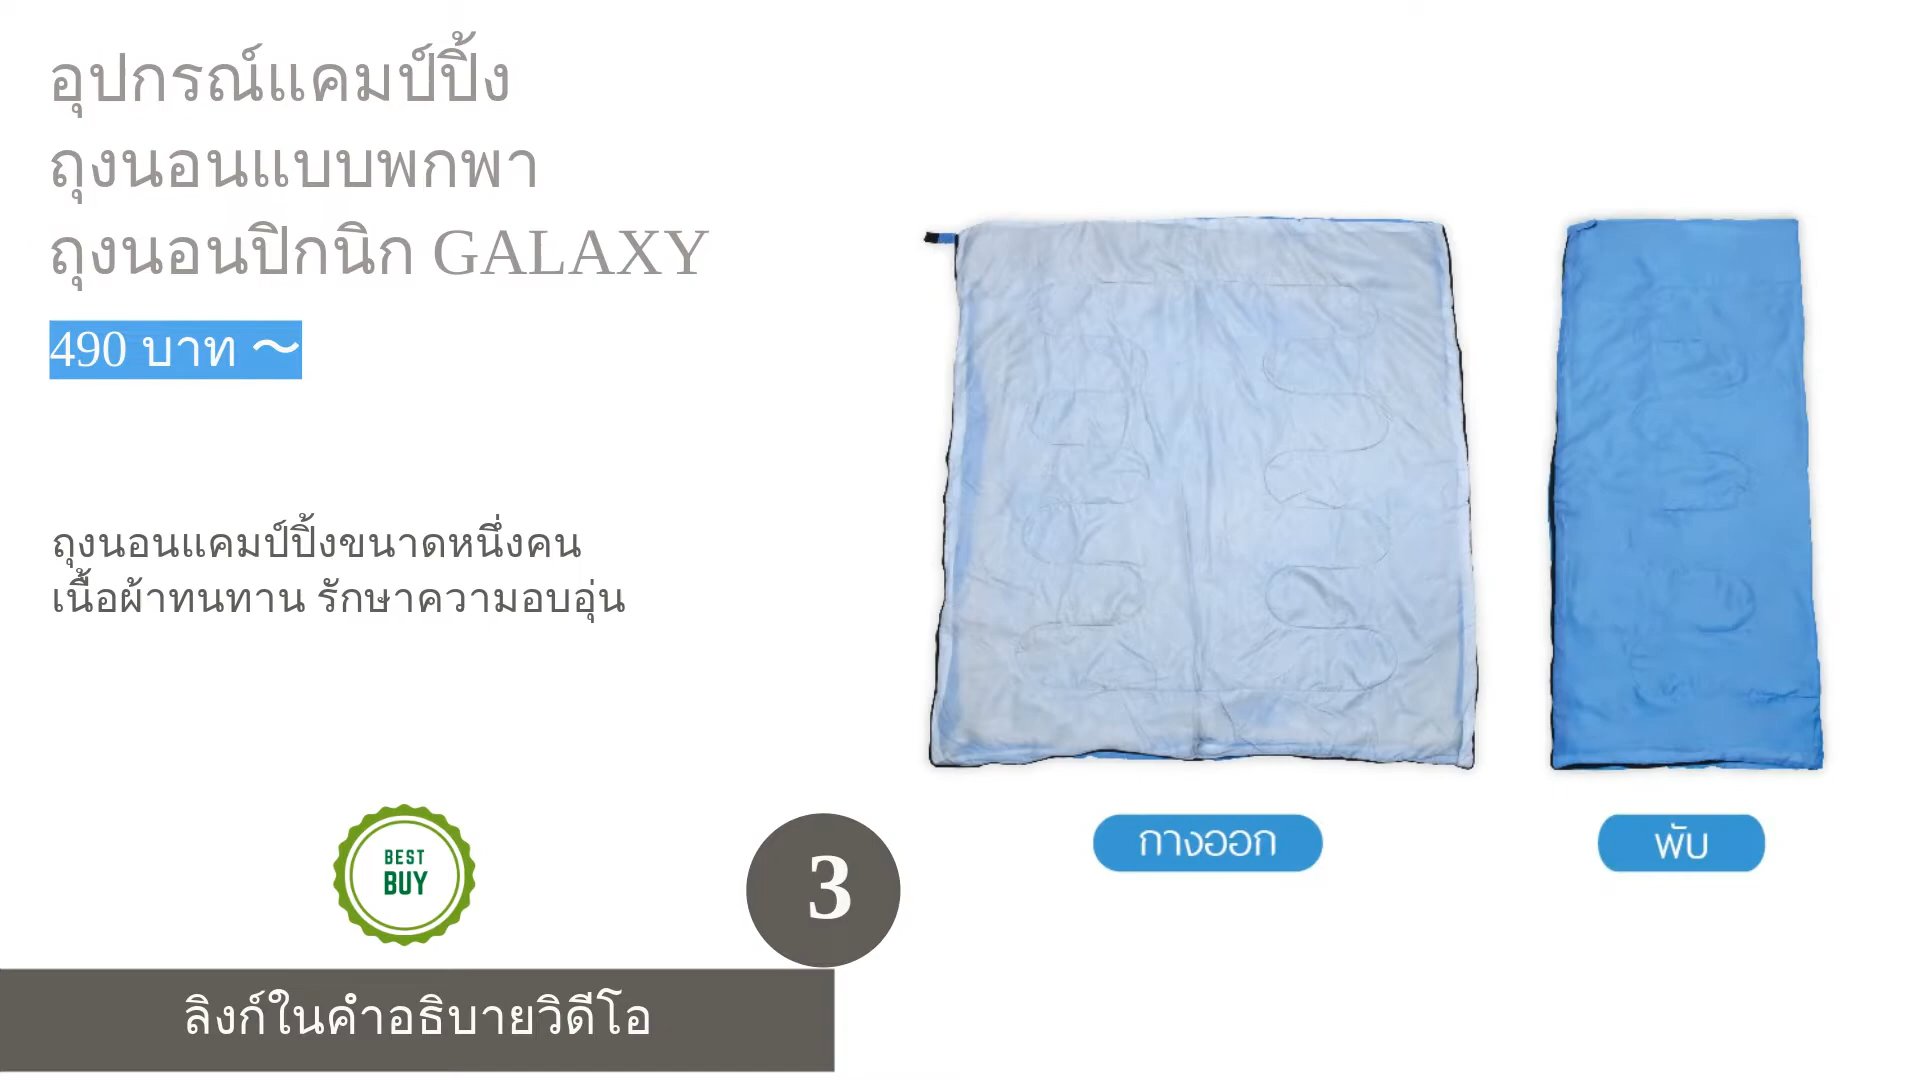 อุปกรณ์แคมป์ปิ้ง
ถุงนอนแบบพกพา
ถุงนอนปิกนิก GALAXY
490 บาท ～
ถุงนอนแคมป์ปิ้งขนาดหนึ่งคน
เนื้อผ้าทนทาน รักษาความอบอุ่น
กางออก
พับ
BEST
BUY
3
ลิงก์ในคำอธิบายวิดีโอ